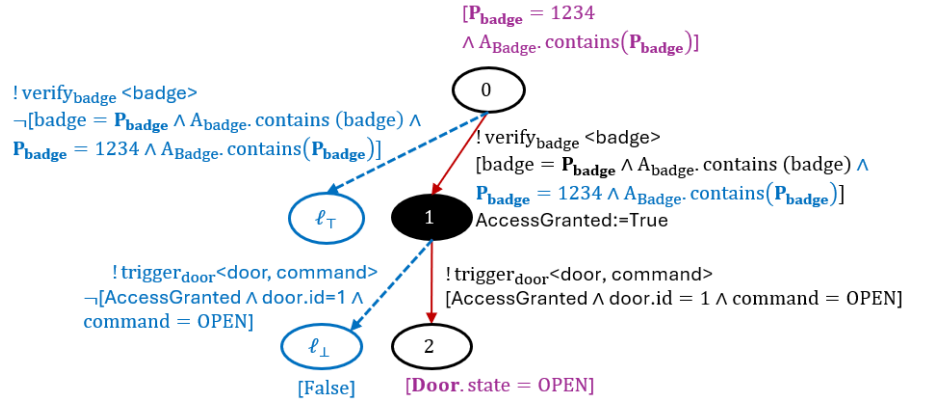 [P_badge = 1234
∧ A_Badge. contains(P_badge)]
0
! verify_badge <badge>
¬[badge = P_badge ∧ A_badge. contains (badge) ∧
P_badge = 1234 ∧ A_Badge. contains(P_badge)]
! verify_badge <badge>
[badge = P_badge ∧ A_badge. contains (badge) ∧
P_badge = 1234 ∧ A_Badge. contains(P_badge)]
AccessGranted:=True
ℓ_⊤
1
! trigger_door<door, command>
¬[AccessGranted ∧ door.id=1 ∧
command = OPEN]
! trigger_door<door, command>
[AccessGranted ∧ door.id = 1 ∧ command = OPEN]
ℓ_⊥
2
[False]
[Door. state = OPEN]